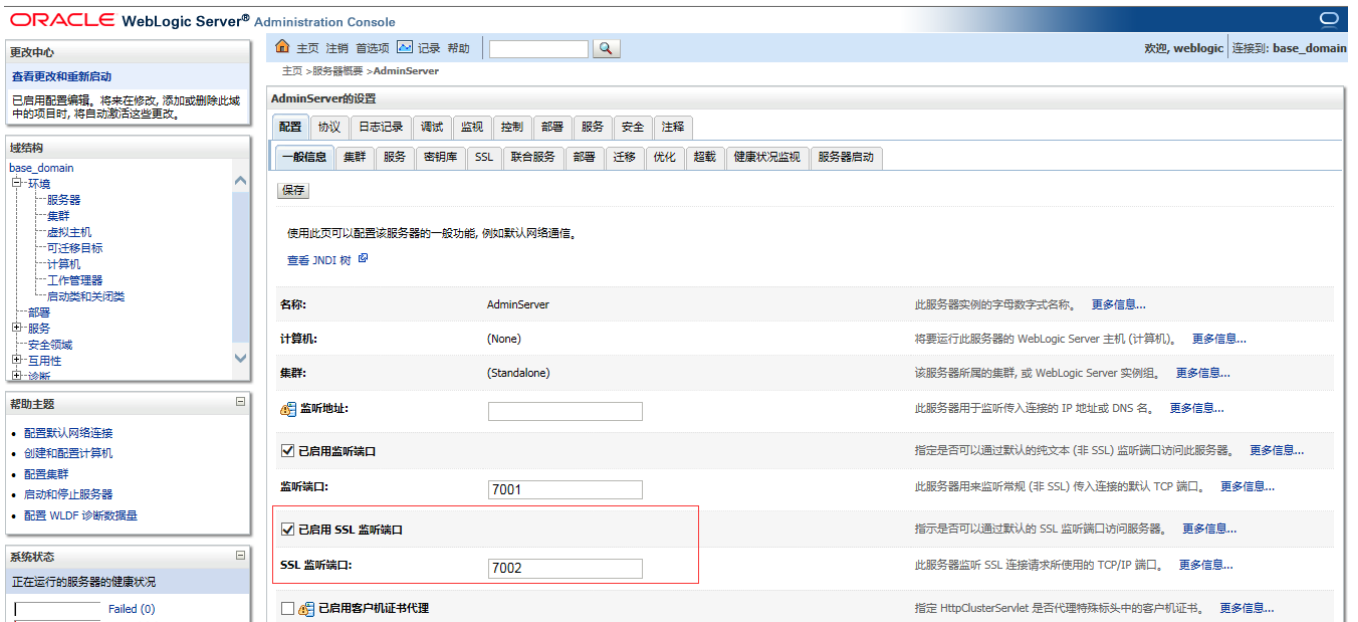 ORACLE WebLogic Server® Administration Console
更改中心
查看更改和重新启动
已启用配置编辑。将来在修改, 添加或删除此域
中的项目时, 将自动激活这些更改。
域结构
base_domain
环境
服务器
集群
虚拟主机
可迁移目标
计算机
工作管理器
启动类和关闭类
部署
服务
安全领域
互用性
诊断
帮助主题
配置默认网络连接
创建和配置计算机
配置集群
启动和停止服务器
配置 WLDF 诊断数据量
系统状态
正在运行的服务器的健康状况
Failed (0)
主页 注销 首选项 记录 帮助
欢迎, weblogic 连接到: base_domain
主页 >服务器概要 >AdminServer
AdminServer的设置
配置 协议 日志记录 调试 监视 控制 部署 服务 安全 注释
一般信息 集群 服务 密钥库 SSL 联合服务 部署 迁移 优化 超载 健康状况监视 服务器启动
保存
使用此页可以配置该服务器的一般功能, 例如默认网络通信。
查看 JNDI 树
名称: AdminServer 此服务器实例的字母数字式名称。 更多信息...
计算机: (None) 将要运行此服务器的 WebLogic Server 主机 (计算机)。 更多信息...
集群: (Standalone) 该服务器所属的集群, 或 WebLogic Server 实例组。 更多信息...
监听地址: 此服务器用于监听传入连接的 IP 地址或 DNS 名。 更多信息...
已启用监听端口 指定是否可以通过默认的纯文本 (非 SSL) 监听端口访问此服务器。 更多信息...
监听端口: 7001 此服务器用来监听常规 (非 SSL) 传入连接的默认 TCP 端口。 更多信息...
已启用 SSL 监听端口 指示是否可以通过默认的 SSL 监听端口访问服务器。 更多信息...
SSL 监听端口: 7002 此服务器监听 SSL 连接请求所使用的 TCP/IP 端口。 更多信息...
已启用客户机证书代理 指定 HttpClusterServlet 是否代理特殊标头中的客户机证书。 更多信息...